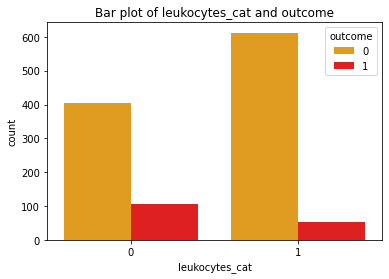 Bar plot of leukocytes_cat and outcome
outcome
0
1
600
500
400
300
200
100
0
count
0 1
leukocytes_cat